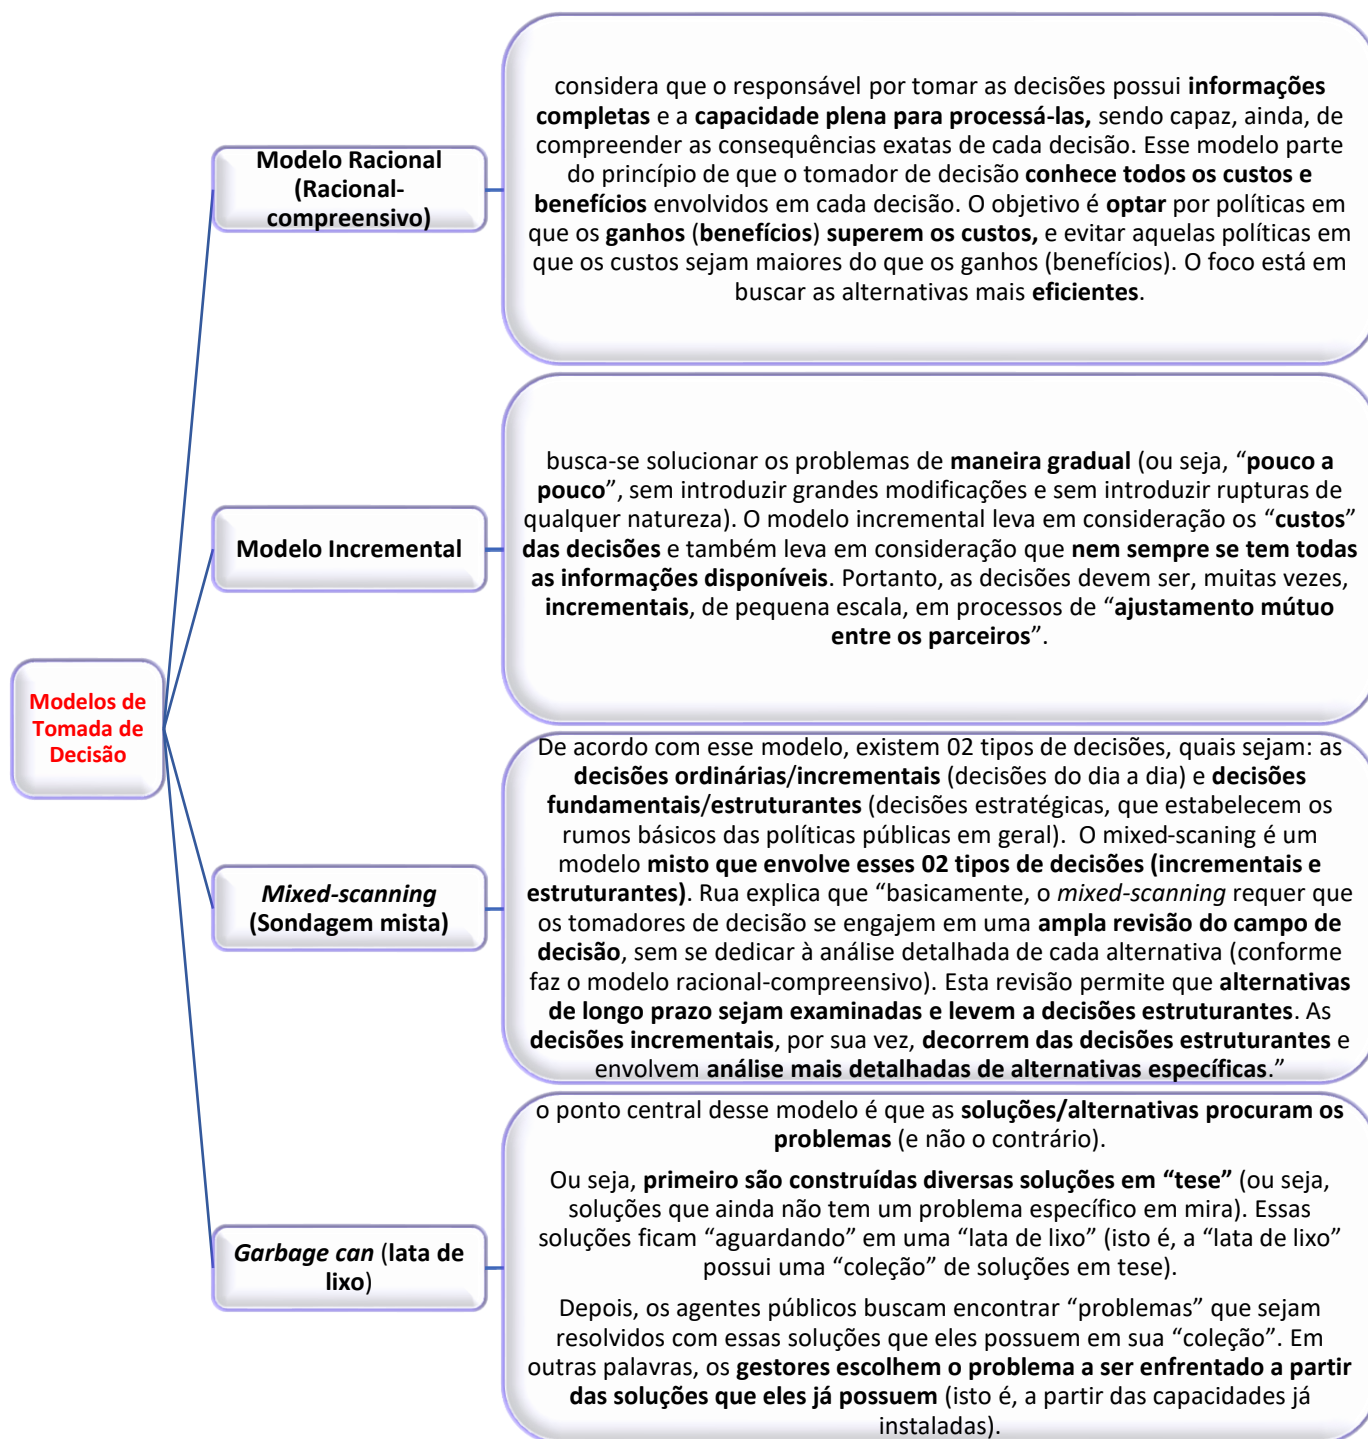 Modelos de
Tomada de
Decisão
Modelo Racional
(Racional-
compreensivo)
considera que o responsável por tomar as decisões possui informações
completas e a capacidade plena para processá-las, sendo capaz, ainda, de
compreender as consequências exatas de cada decisão. Esse modelo parte
do princípio de que o tomador de decisão conhece todos os custos e
benefícios envolvidos em cada decisão. O objetivo é optar por políticas em
que os ganhos (benefícios) superem os custos, e evitar aquelas políticas em
que os custos sejam maiores do que os ganhos (benefícios). O foco está em
buscar as alternativas mais eficientes.
Modelo Incremental
busca-se solucionar os problemas de maneira gradual (ou seja, “pouco a
pouco”, sem introduzir grandes modificações e sem introduzir rupturas de
qualquer natureza). O modelo incremental leva em consideração os “custos”
das decisões e também leva em consideração que nem sempre se tem todas
as informações disponíveis. Portanto, as decisões devem ser, muitas vezes,
incrementais, de pequena escala, em processos de “ajustamento mútuo
entre os parceiros”.
Mixed-scanning
(Sondagem mista)
De acordo com esse modelo, existem 02 tipos de decisões, quais sejam: as
decisões ordinárias/incrementais (decisões do dia a dia) e decisões
fundamentais/estruturantes (decisões estratégicas, que estabelecem os
rumos básicos das políticas públicas em geral). O mixed-scaning é um
modelo misto que envolve esses 02 tipos de decisões (incrementais e
estruturantes). Rua explica que “basicamente, o mixed-scanning requer que
os tomadores de decisão se engajem em uma ampla revisão do campo de
decisão, sem se dedicar à análise detalhada de cada alternativa (conforme
faz o modelo racional-compreensivo). Esta revisão permite que alternativas
de longo prazo sejam examinadas e levem a decisões estruturantes. As
decisões incrementais, por sua vez, decorrem das decisões estruturantes e
envolvem análise mais detalhadas de alternativas específicas.”
Garbage can (lata de
lixo)
o ponto central desse modelo é que as soluções/alternativas procuram os
problemas (e não o contrário).
Ou seja, primeiro são construídas diversas soluções em “tese” (ou seja,
soluções que ainda não tem um problema específico em mira). Essas
soluções ficam “aguardando” em uma “lata de lixo” (isto é, a “lata de lixo”
possui uma “coleção” de soluções em tese).
Depois, os agentes públicos buscam encontrar “problemas” que sejam
resolvidos com essas soluções que eles possuem em sua “coleção”. Em
outras palavras, os gestores escolhem o problema a ser enfrentado a partir
das soluções que eles já possuem (isto é, a partir das capacidades já
instaladas).